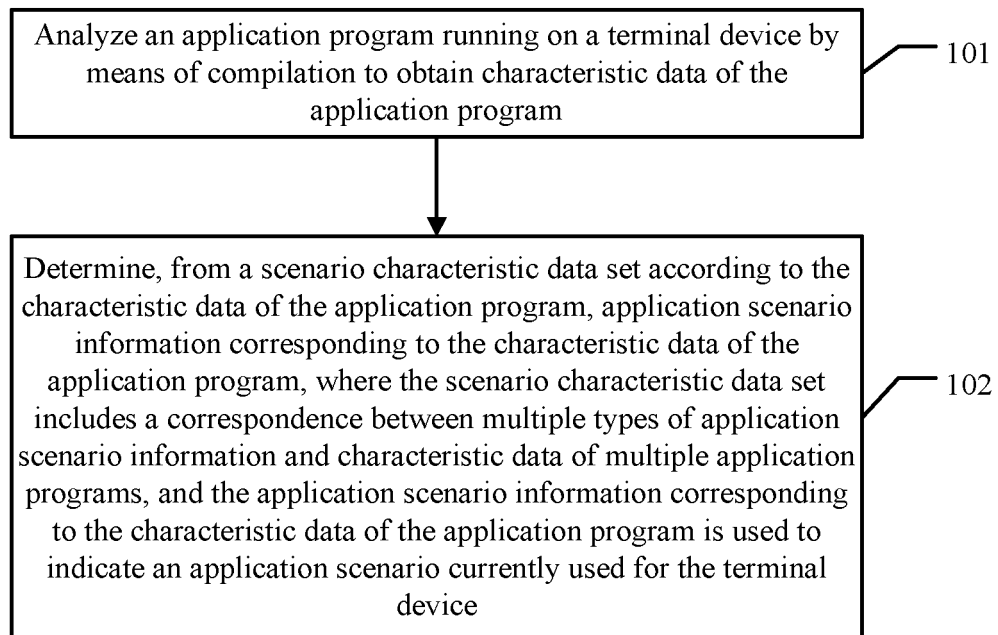 Analyze an application program running on a terminal device by
means of compilation to obtain characteristic data of the
application program
101
Determine, from a scenario characteristic data set according to the
characteristic data of the application program, application scenario
information corresponding to the characteristic data of the
application program, where the scenario characteristic data set
includes a correspondence between multiple types of application
scenario information and characteristic data of multiple application
programs, and the application scenario information corresponding
to the characteristic data of the application program is used to
indicate an application scenario currently used for the terminal
device
102